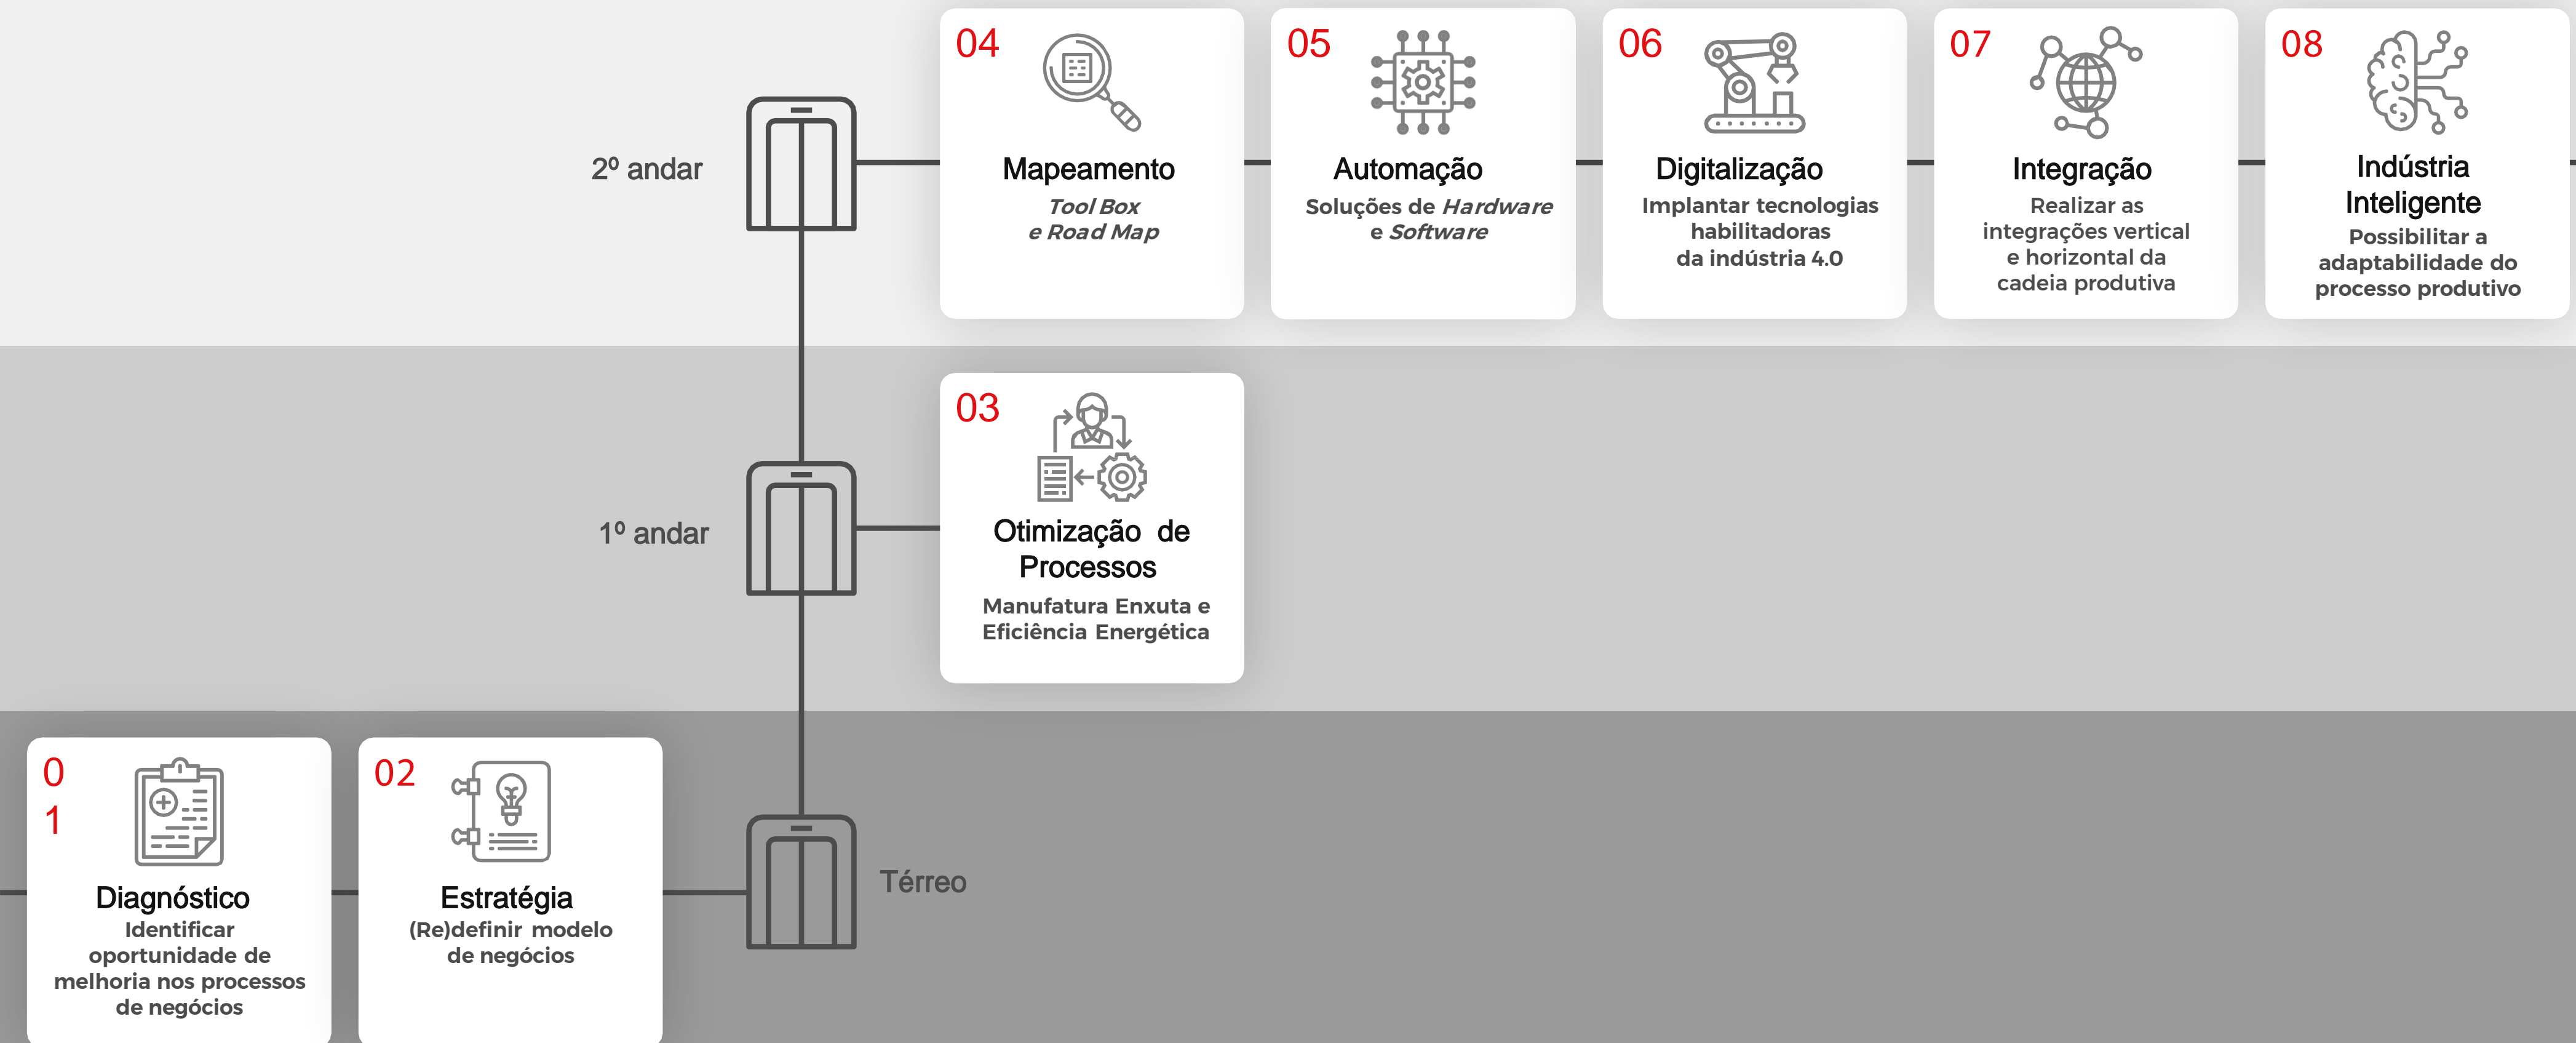 04
Mapeamento
Tool Box
e Road Map
05
Automação
Soluções de Hardware
e Software
06
Digitalização
Implantar tecnologias
habilitadoras
da indústria 4.0
07
Integração
Realizar as
integrações vertical
e horizontal da
cadeia produtiva
08
Indústria
Inteligente
Possibilitar a
adaptabilidade do
processo produtivo
2º andar
03
Otimização de
Processos
Manufatura Enxuta e
Eficiência Energética
1º andar
0
1
Diagnóstico
Identificar
oportunidade de
melhoria nos processos
de negócios
02
Estratégia
(Re)definir modelo
de negócios
Térreo